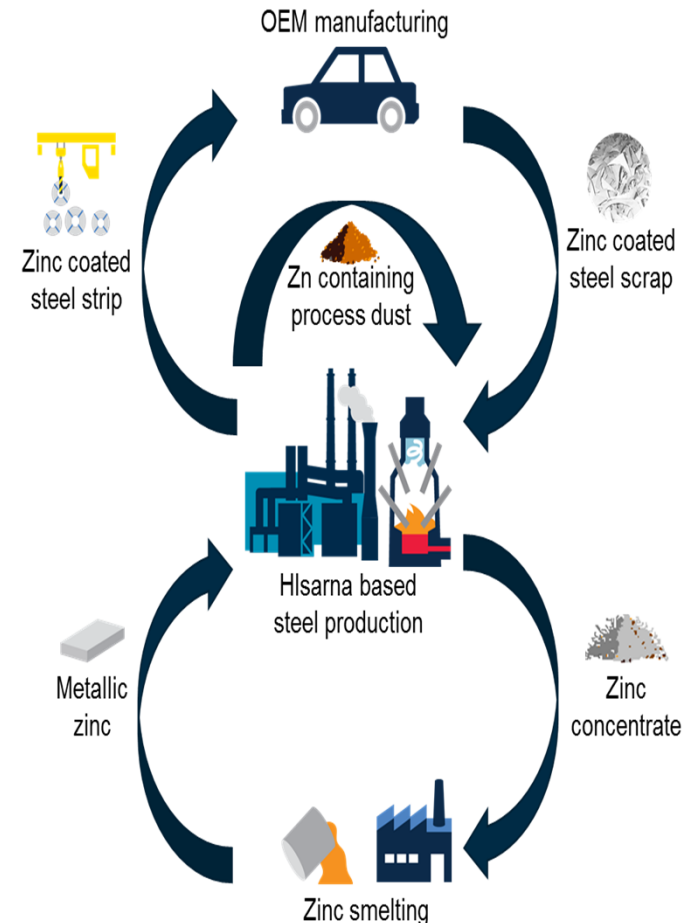 OEM manufacturing
Zinc coated
steel strip
Zn containing
process dust
Zinc coated
steel scrap
HIsarna based
steel production
Metallic
zinc
Zinc
concentrate
Zinc smelting